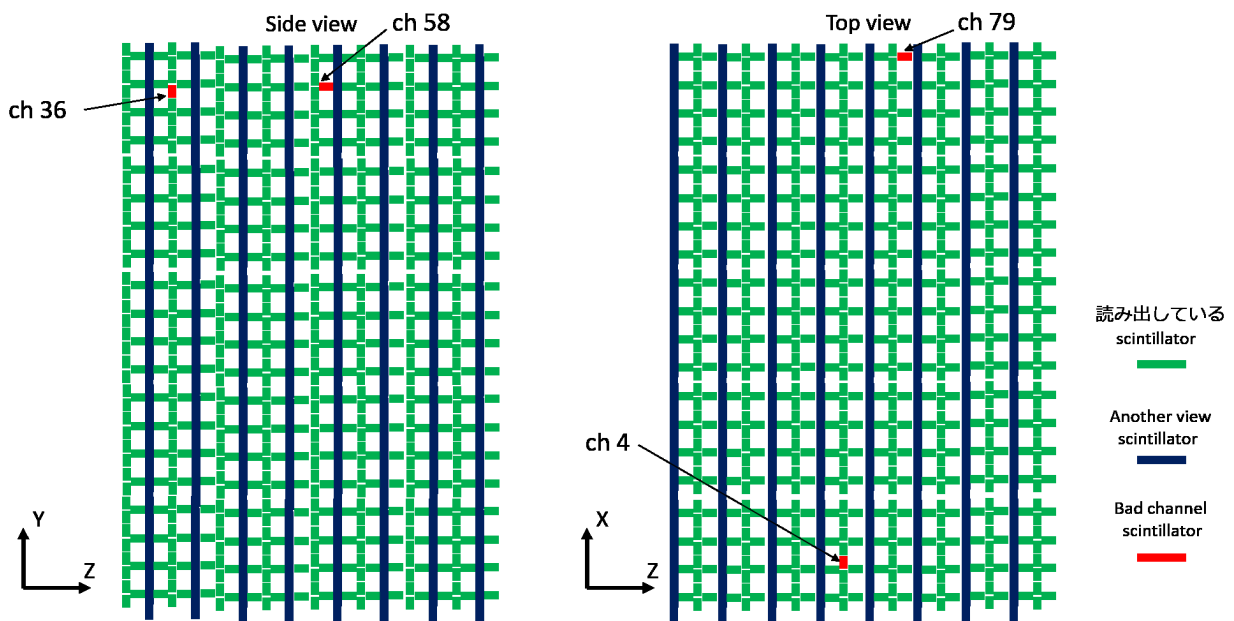 Side view
ch 58
ch 36
Y
Z
Top view
ch 79
ch 4
X
Z
読み出している
scintillator
Another view
scintillator
Bad channel
scintillator